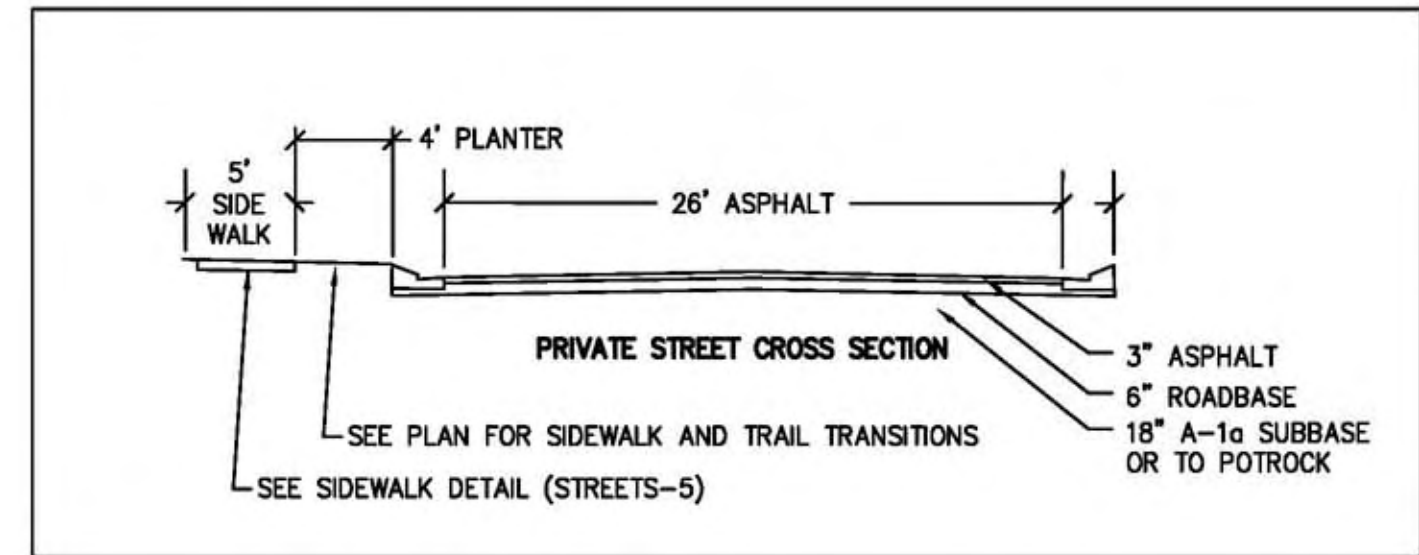 4' PLANTER
5'
SIDE
WALK
26' ASPHALT
PRIVATE STREET CROSS SECTION
3" ASPHALT
6" ROADBASE
18" A-1a SUBBASE
OR TO POTROCK
SEE PLAN FOR SIDEWALK AND TRAIL TRANSITIONS
SEE SIDEWALK DETAIL (STREETS-5)